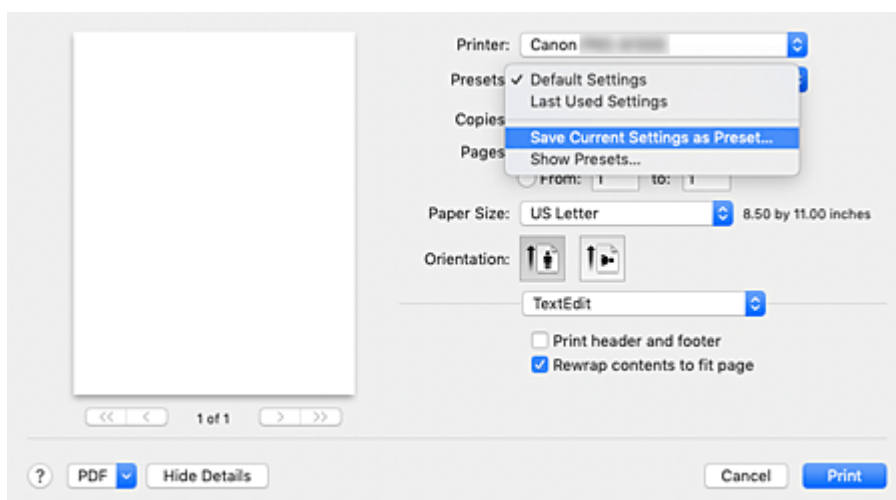 Printer: Canon
Presets ✓ Default Settings
Last Used Settings
Copies
Save Current Settings as Preset...
Pages
Show Presets...
From: 1 to: 1
Paper Size: US Letter 8.50 by 11.00 inches
Orientation:
TextEdit
Print header and footer
Rewrap contents to fit page
<< < 1 of 1 > >>
? PDF Hide Details Cancel Print